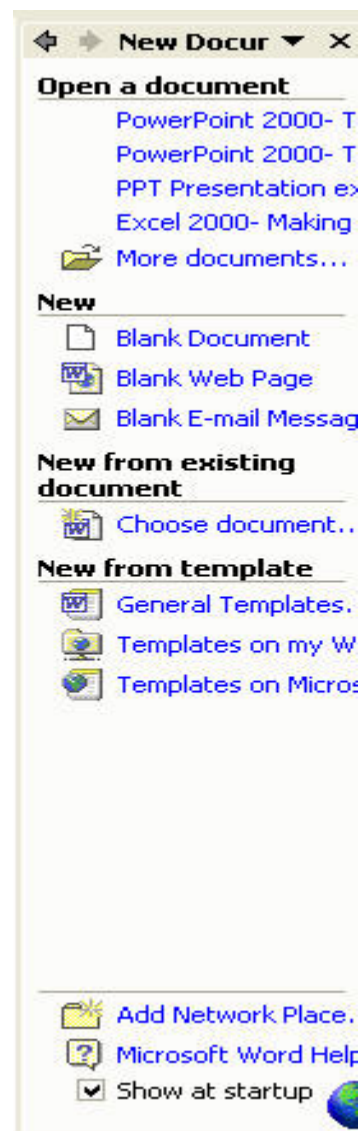 New Docur
Open a document
PowerPoint 2000- T
PowerPoint 2000- T
PPT Presentation ex
Excel 2000- Making
More documents...
New
Blank Document
Blank Web Page
Blank E-mail Messag
New from existing
document
Choose document..
New from template
General Templates.
Templates on my W
Templates on Micros
Add Network Place.
Microsoft Word Help
Show at startup